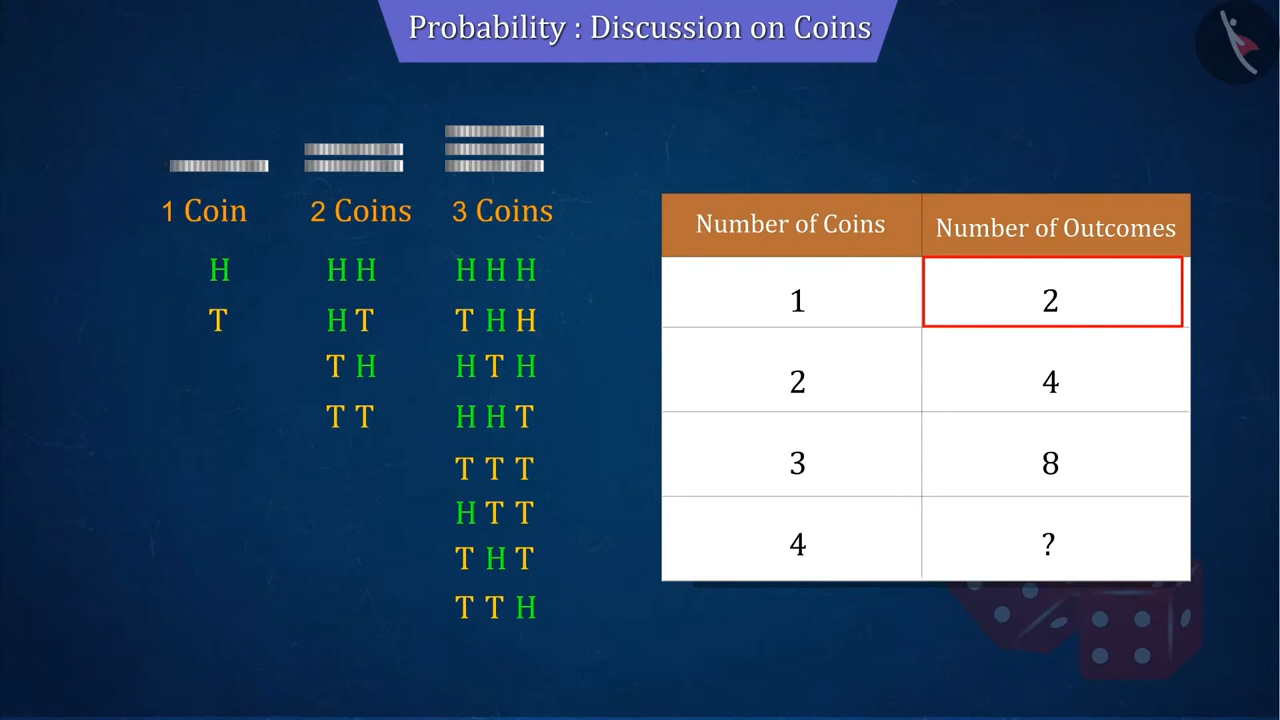 Probability : Discussion on Coins
1 Coin
H
T
2 Coins
H H
H T
T H
T T
3 Coins
H H H
T H H
H T H
H H T
T T T
H T T
T H T
T T H
Number of Coins Number of Outcomes
1 2
2 4
3 8
4 ?